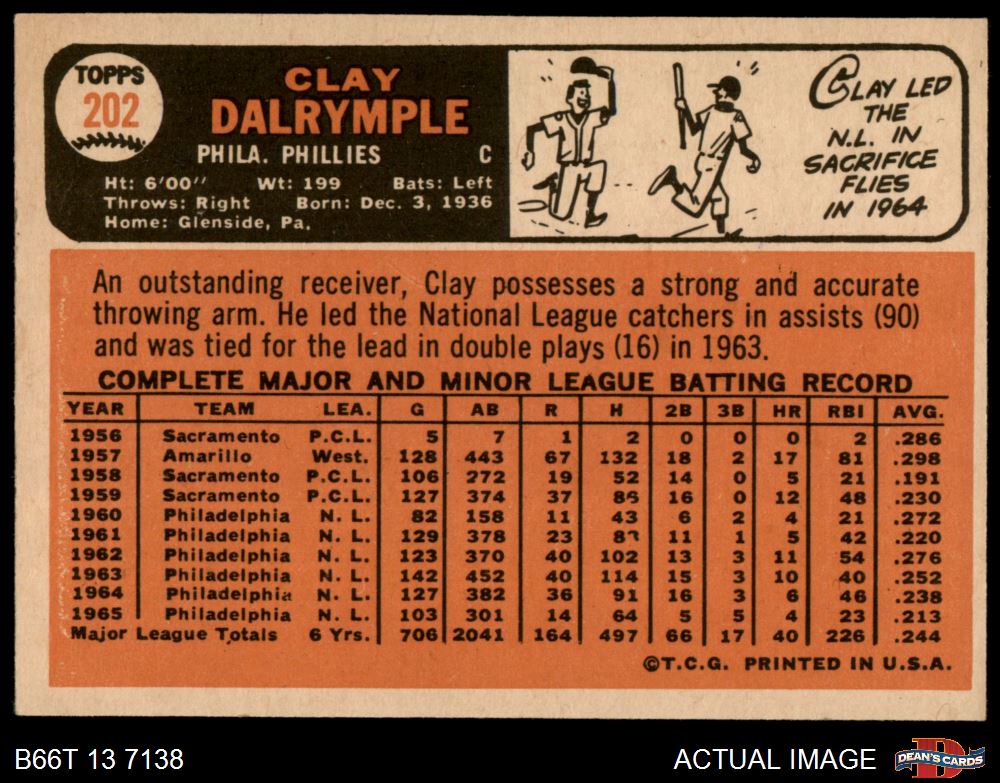 TOPPS
202
CLAY
DALRYMPLE
PHILA. PHILLIES C
Ht: 6'00" Wt: 199 Bats: Left
Throws: Right Born: Dec. 3, 1936
Home: Glenside, Pa.
CLAY LED
THE
N.L. IN
SACRIFICE
FLIES
IN 1964
An outstanding receiver, Clay possesses a strong and accurate
throwing arm. He led the National League catchers in assists (90)
and was tied for the lead in double plays (16) in 1963.
COMPLETE MAJOR AND MINOR LEAGUE BATTING RECORD
YEAR TEAM LEA. G AB R H 2B 3B HR RBI AVG.
1956 Sacramento P.C.L. 5 7 1 2 0 0 0 2 .286
1957 Amarillo West. 128 443 67 132 18 2 17 81 .298
1958 Sacramento P.C.L. 106 272 19 52 14 0 5 21 .191
1959 Sacramento P.C.L. 127 374 37 86 16 0 12 48 .230
1960 Philadelphia N. L. 82 158 11 43 6 2 4 21 .272
1961 Philadelphia N. L. 129 378 23 11 1 5 42 .220
1962 Philadelphia N. L. 123 370 40 102 13 3 11 54 .276
1963 Philadelphia N. L. 142 452 40 114 15 3 10 40 .252
1964 Philadelphia N. L. 127 382 36 91 16 3 6 46 .238
1965 Philadelphia N. L. 103 301 14 64 5 5 4 23 .213
Major League Totals 6 Yrs. 706 2041 164 497 66 17 40 226 .244
©T.C.G. PRINTED IN U.S.A.
B66T 13 7138 ACTUAL IMAGE
DEAN'S CARDS